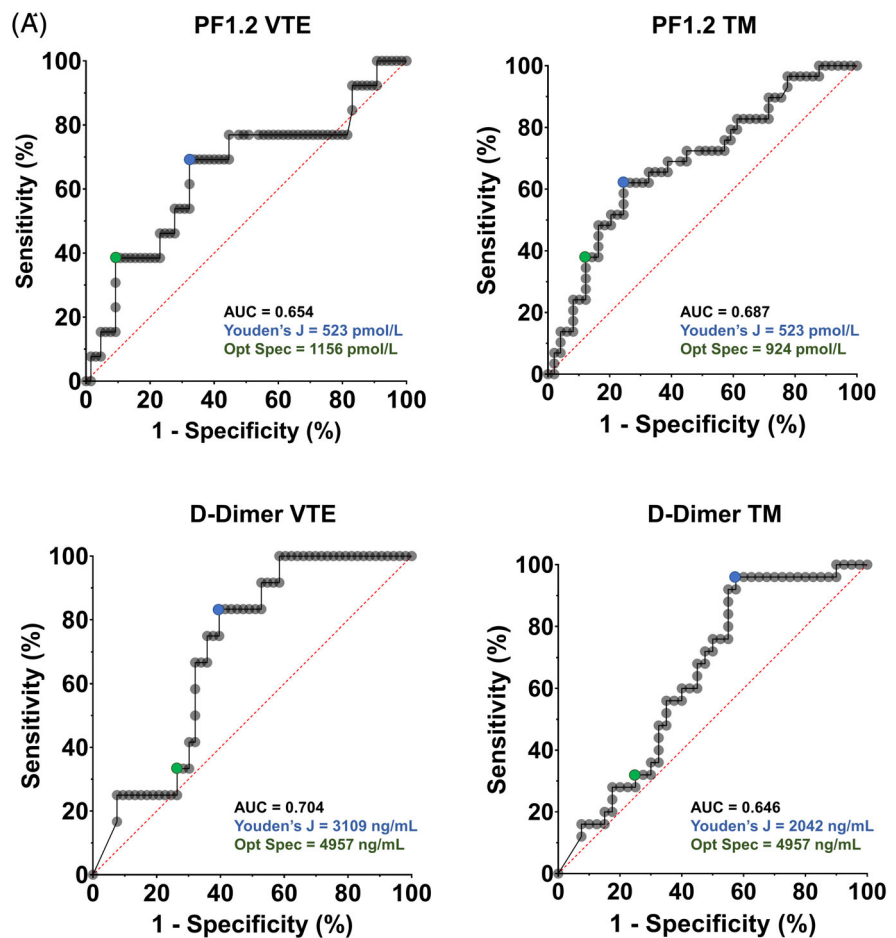 (A)
PF1.2 VTE
100
80
60
40
20
0
Sensitivity (%)
AUC = 0.654
Youden's J = 523 pmol/L
Opt Spec = 1156 pmol/L
0 20 40 60 80 100
1 - Specificity (%)
PF1.2 TM
100
80
60
40
20
0
Sensitivity (%)
AUC = 0.687
Youden's J = 523 pmol/L
Opt Spec = 924 pmol/L
0 20 40 60 80 100
1 - Specificity (%)
D-Dimer VTE
100
80
60
40
20
0
Sensitivity (%)
AUC = 0.704
Youden's J = 3109 ng/mL
Opt Spec = 4957 ng/mL
0 20 40 60 80 100
1 - Specificity (%)
D-Dimer TM
100
80
60
40
20
0
Sensitivity (%)
AUC = 0.646
Youden's J = 2042 ng/mL
Opt Spec = 4957 ng/mL
0 20 40 60 80 100
1 - Specificity (%)